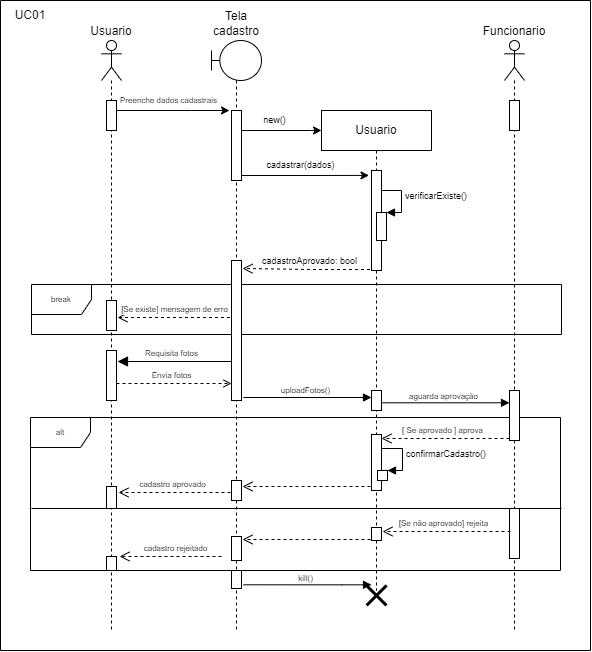 UC01
Usuario
Tela
cadastro
Funcionario
Preenche dados cadastrais
new()
Usuario
cadastrar(dados)
verificarExiste()
cadastroAprovado: bool
break
[Se existe] mensagem de erro
Requisita fotos
Envia fotos
uploadFotos()
aguarda aprovação
alt
[ Se aprovado ] aprova
confirmarCadastro()
cadastro aprovado
[Se não aprovado] rejeita
cadastro rejeitado
kill()